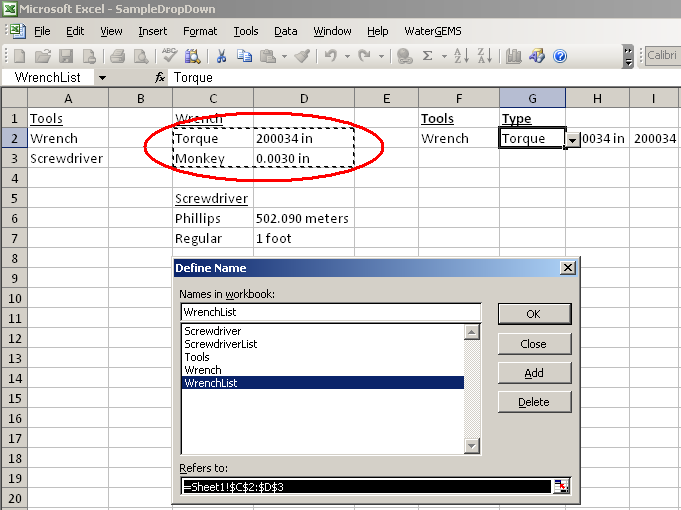 Microsoft Excel - SampleDropDown
File Edit View Insert Format Tools Data Window Help WaterGEMS
Calibri
WrenchList fx Torque
A B C D E F G H I
1 Tools Wrench Tools Type
2 Wrench Torque 200034 in Wrench Torque 0034 in 200034
3 Screwdriver Monkey 0.0030 in
4
5 Screwdriver
6 Phillips 502.090 meters
7 Regular 1 foot
8
9
10
11
12
13
14
15
16
17
18
19
20
Define Name
Names in workbook:
WrenchList
Screwdriver
ScrewdriverList
Tools
Wrench
WrenchList
OK
Close
Add
Delete
Refers to:
=Sheet1!$C$2:$D$3